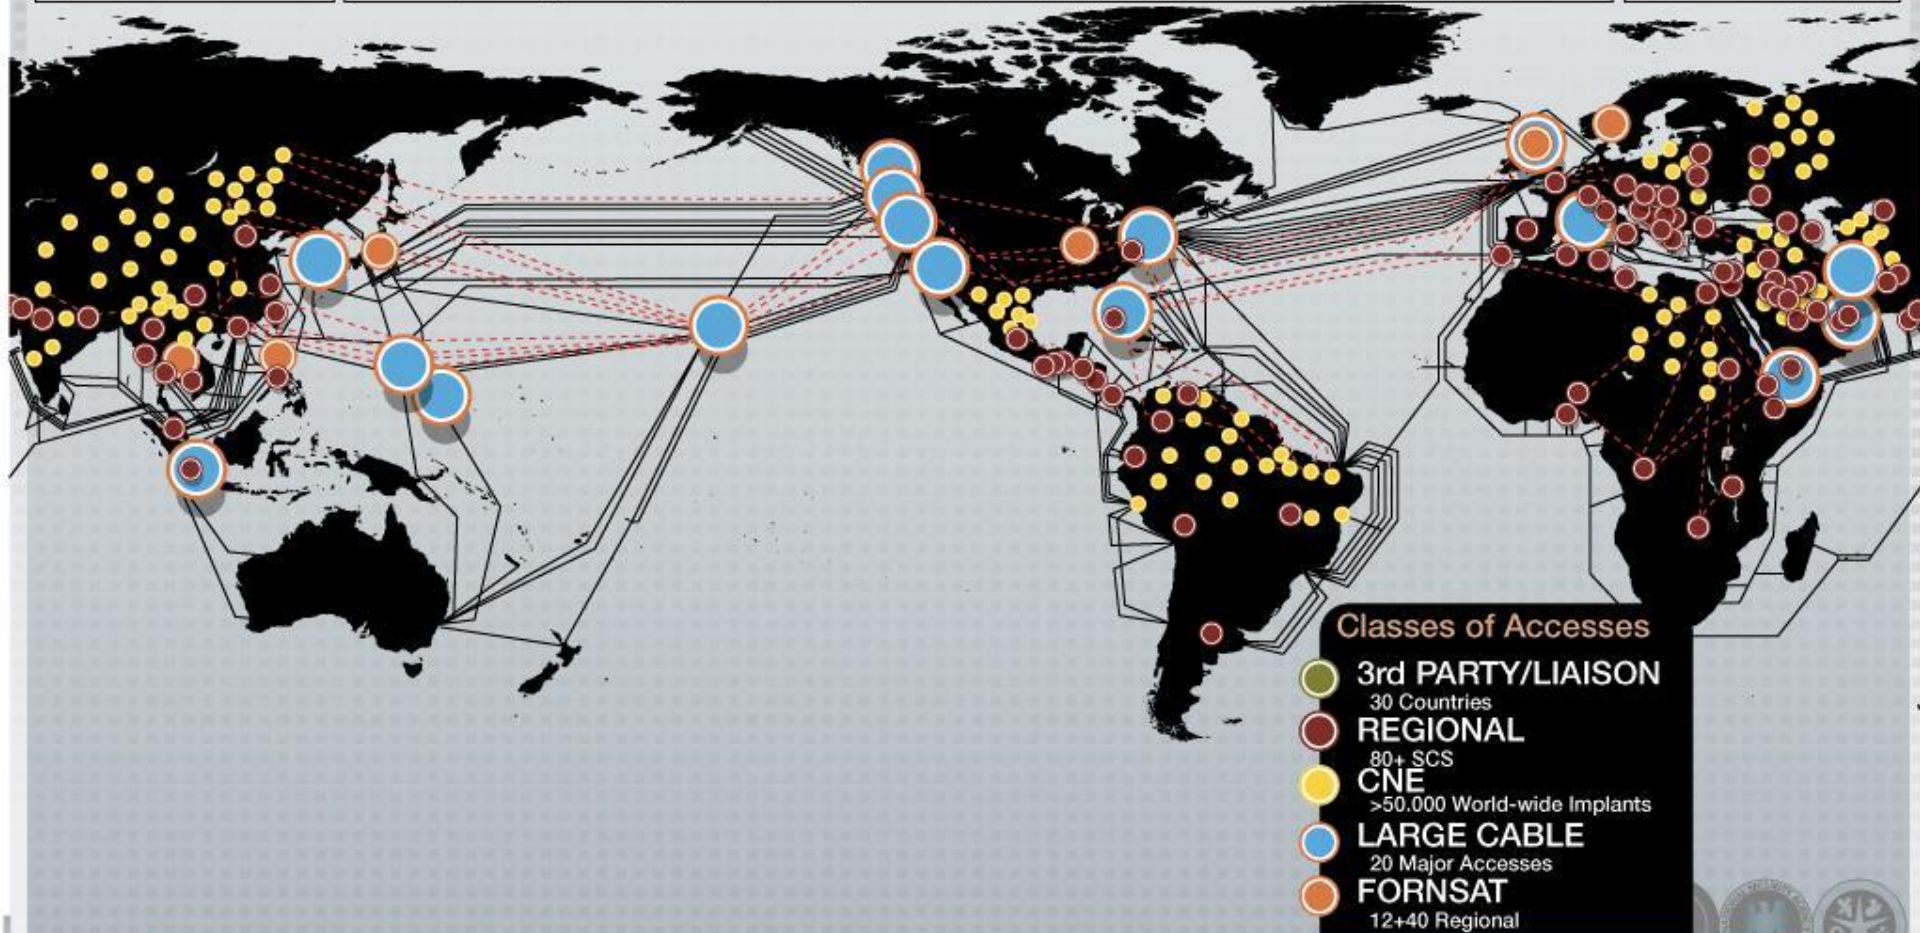 Classes of Accesses
3rd PARTY/LIAISON
30 Countries
REGIONAL
80+ SCS
CNE
>50.000 World-wide Implants
LARGE CABLE
20 Major Accesses
FORNSAT
12+40 Regional